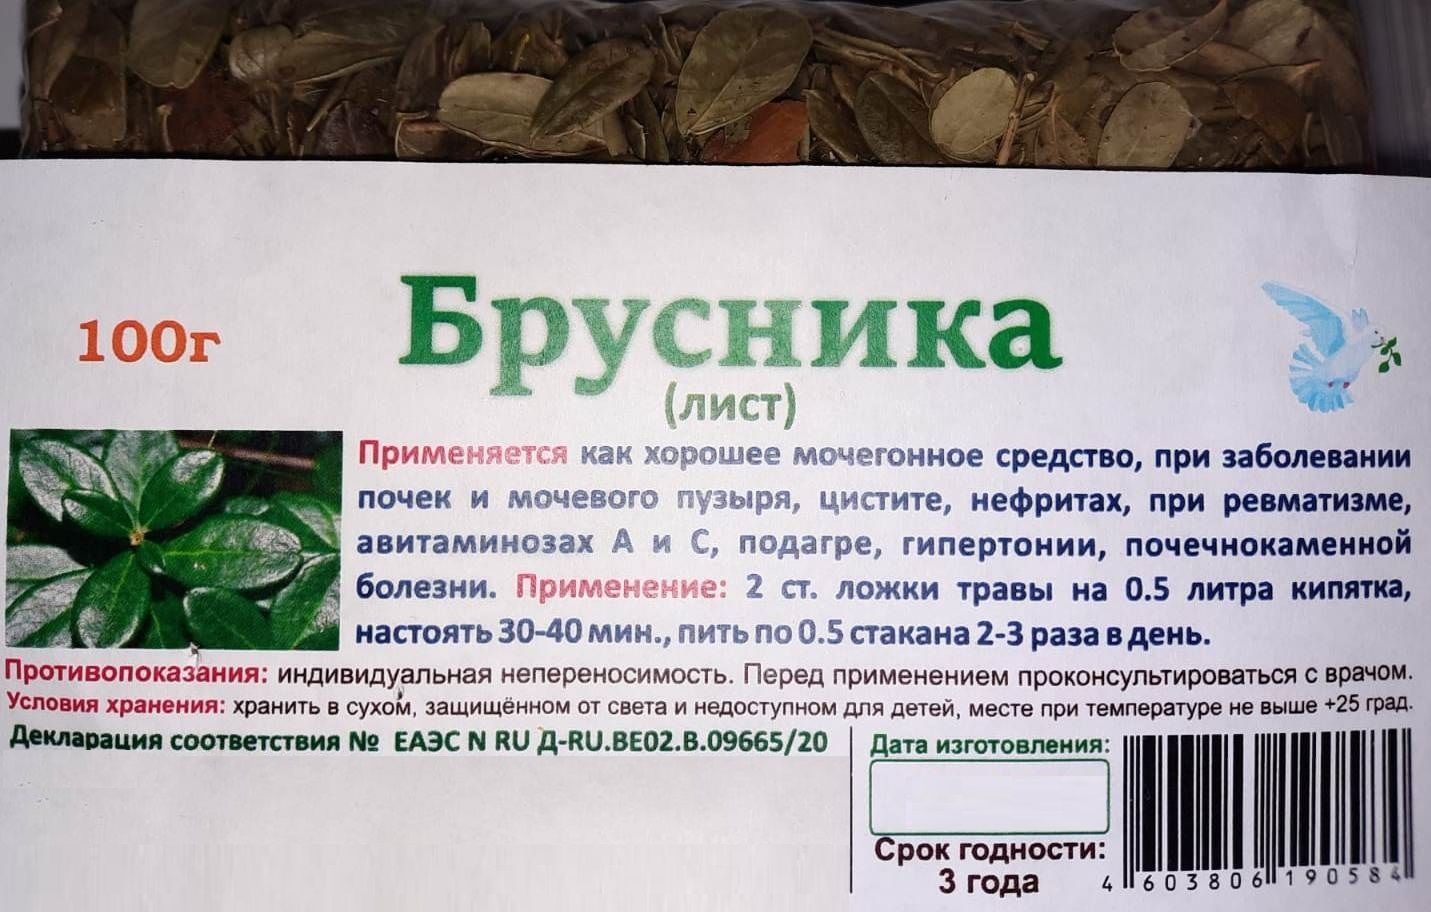 100г
Брусника
(лист)
Применяется как хорошее мочегонное средство, при заболевании
почек и мочевого пузыря, цистите, нефритах, при ревматизме,
авитаминозах А и С, подагре, гипертонии, почечнокаменной
болезни. Применение: 2 ст. ложки травы на 0.5 литра кипятка,
настоять 30-40 мин., пить по 0.5 стакана 2-3 раза в день.
Противопоказания: индивидуальная непереносимость. Перед применением проконсультироваться с врачом.
Условия хранения: хранить в сухом, защищённом от света и недоступном для детей, месте при температуре не выше +25 град.
Декларация соответствия № ЕАЭС N RU Д-RU.ВЕ02.В.09665/20
Дата изготовления:
Срок годности:
3 года
4 603806 190584